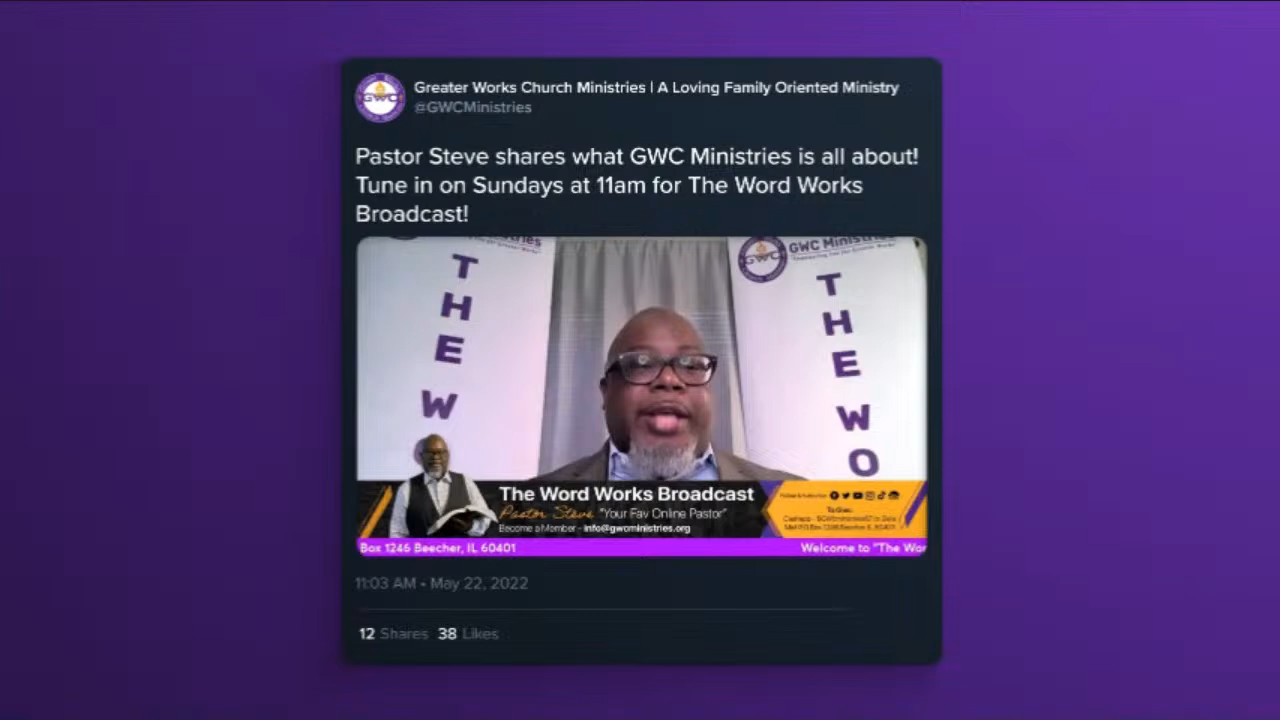 Greater Works Church Ministries | A Loving Family Oriented Ministry
@GWCMinistries
Pastor Steve shares what GWC Ministries is all about!
Tune in on Sundays at 11am for The Word Works
Broadcast!
GWC
GWC Ministries
THE W
THE WO
The Word Works Broadcast
Pastor Steve "Your Fav Online Pastor"
Become a Member - info@gwcministries.org
To Give:
Box 1246 Beecher, IL 60401
Welcome to "The Wor
11:03 AM • May 22, 2022
12 Shares 38 Likes